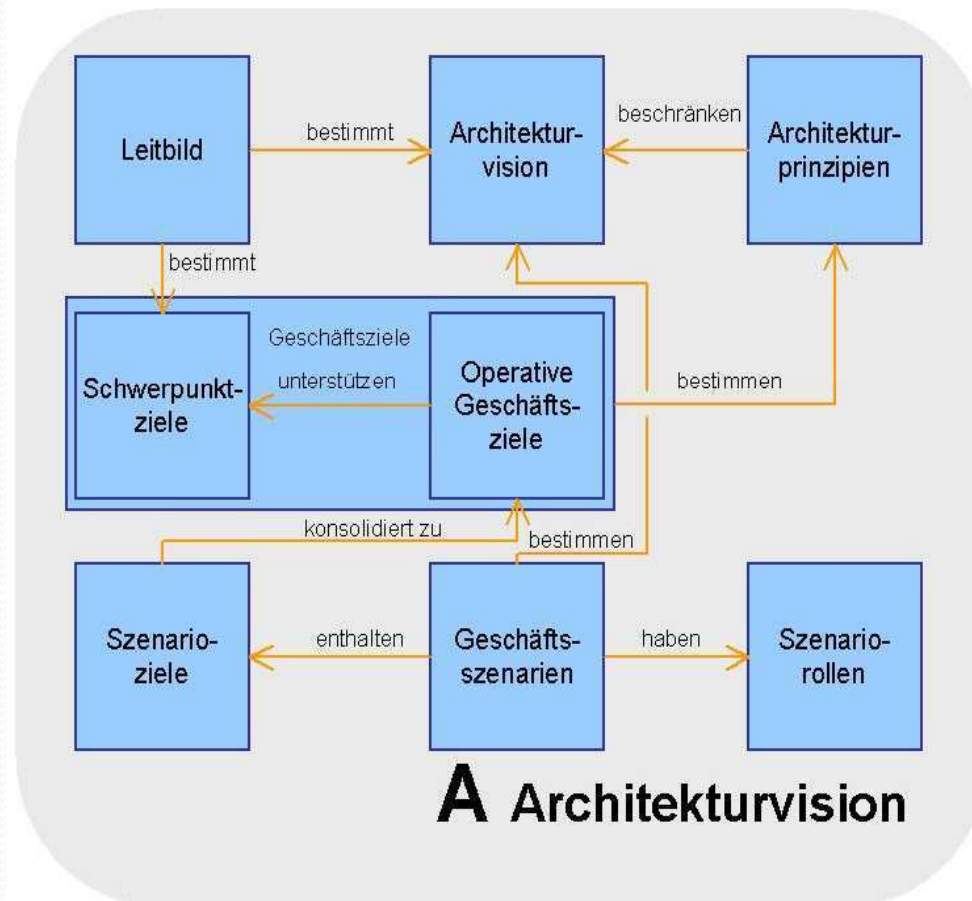 Leitbild
bestimmt
Architektur-
vision
beschränken
Architektur-
prinzipien
bestimmt
Schwerpunkt-
ziele
Geschäftsziele
unterstützen
Operative
Geschäfts-
ziele
bestimmen
konsolidiert zu
bestimmen
Szenario-
ziele
enthalten
Geschäfts-
szenarien
haben
Szenario-
rollen
A Architekturvision